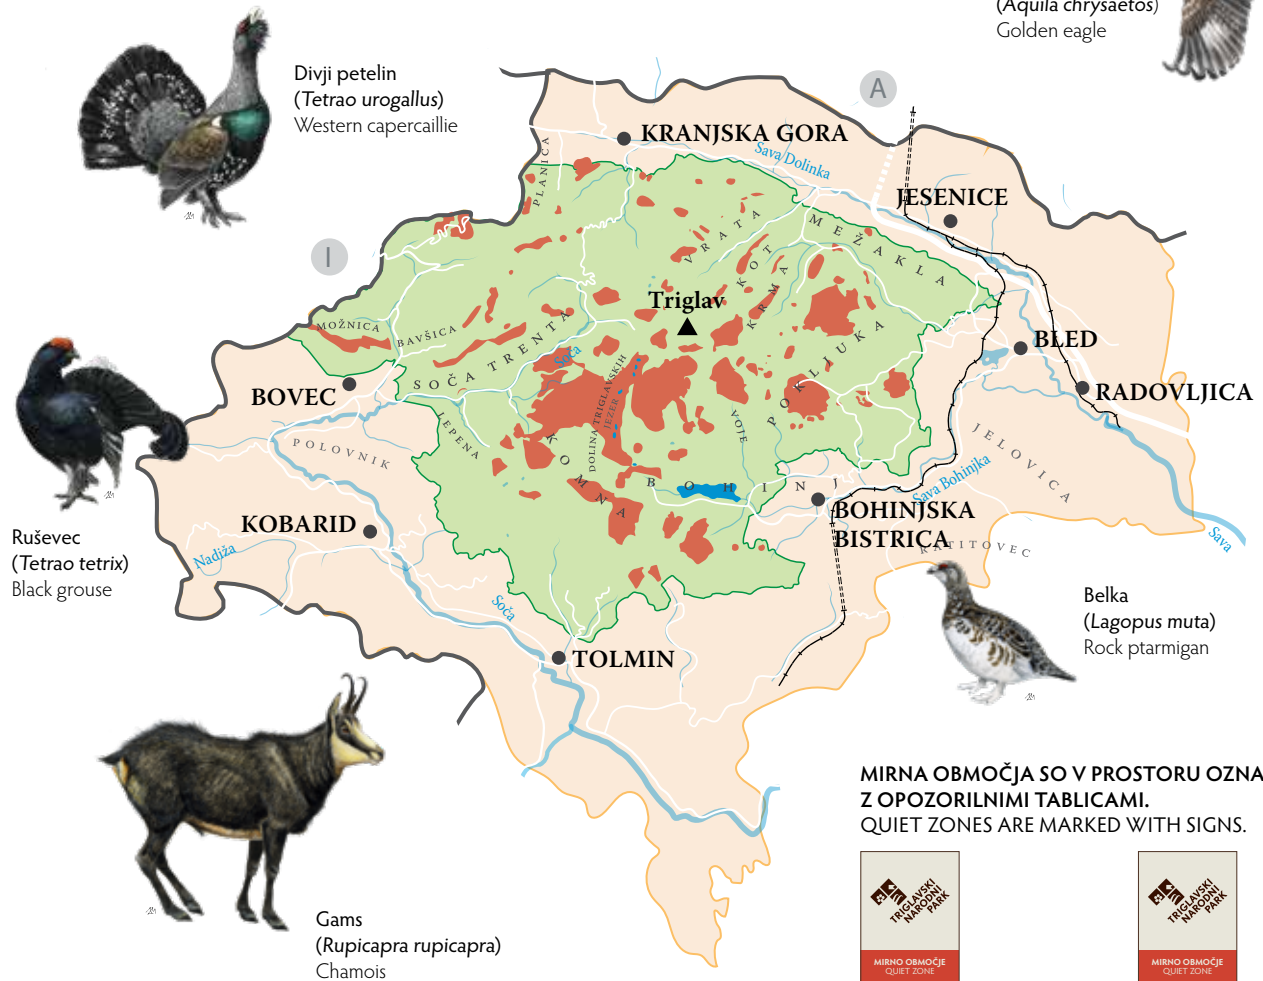 (Aquila chrysaetos)
Golden eagle
Divji petelin
(Tetrao urogallus)
Western capercaillie
A
I
KRANJSKA GORA
Sava Dolinka
PLANICA
JESENICE
VRATA
MEŽAKLA
KOT
KRMA
Triglav
MOŽNICA
BAVŠICA
SOČA TRENTA
Soča
POKLJUKA
BLED
RADOVLJICA
BOVEC
LEPENA
DOLINA TRIGLAVSKIH
JEZER
VOJE
POLOVNIK
KOMNA
BOHINJ
JELOVICA
Sava Bohinjka
BOHINJSKA
BISTRICA
RATITOVEC
Sava
KOBARID
Nadiža
Soča
TOLMIN
Ruševec
(Tetrao tetrix)
Black grouse
Belka
(Lagopus muta)
Rock ptarmigan
Gams
(Rupicapra rupicapra)
Chamois
MIRNA OBMOČJA SO V PROSTORU OZNA
Z OPOZORILNIMI TABLICAMI.
QUIET ZONES ARE MARKED WITH SIGNS.
TRIGLAVSKI
NARODNI
PARK
MIRNO OBMOČJE
QUIET ZONE
TRIGLAVSKI
NARODNI
PARK
MIRNO OBMOČJE
QUIET ZONE